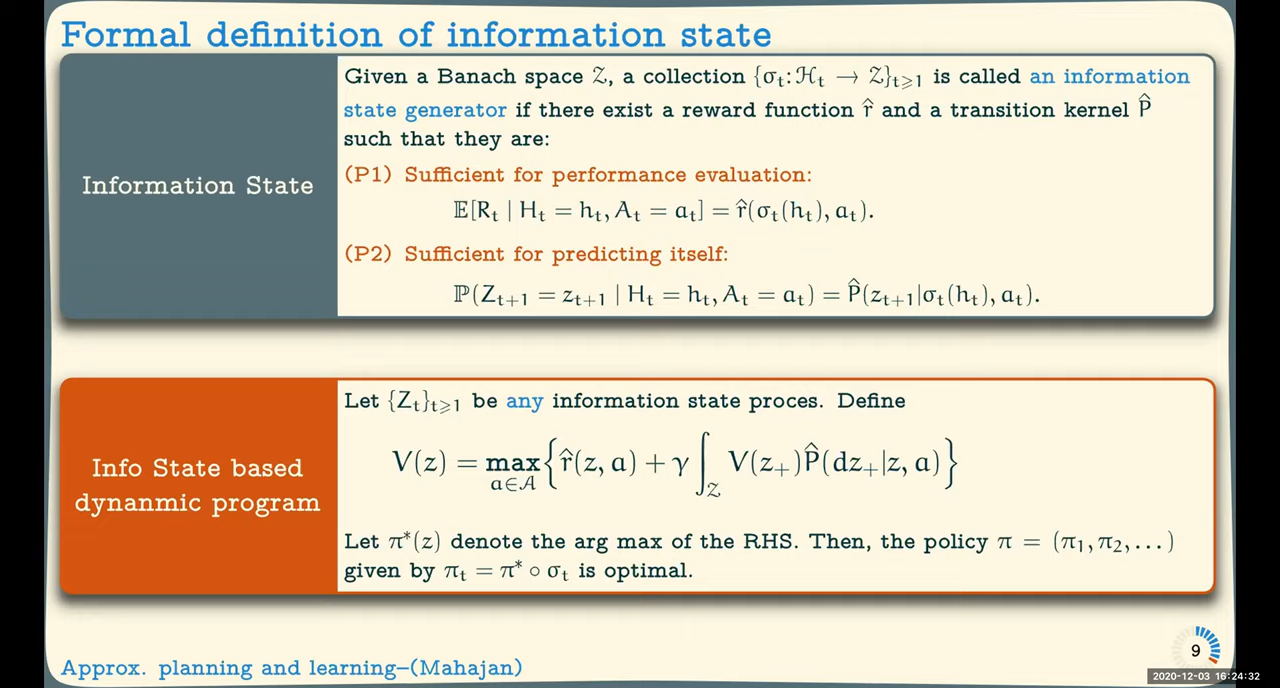 Formal definition of information state
Information State
Given a Banach space 𝒵, a collection {σₜ: ℋₜ → 𝒵}ₜ⩾₁ is called an information
state generator if there exist a reward function r̂ and a transition kernel P̂
such that they are:
(P1) Sufficient for performance evaluation:
𝔼[Rₜ | Hₜ = hₜ, Aₜ = aₜ] = r̂(σₜ(hₜ), aₜ).
(P2) Sufficient for predicting itself:
ℙ(Zₜ₊₁ = zₜ₊₁ | Hₜ = hₜ, Aₜ = aₜ) = P̂(zₜ₊₁|σₜ(hₜ), aₜ).
Info State based
dynanmic program
Let {Zₜ}ₜ⩾₁ be any information state proces. Define
V(z) = max_{a∈𝒜} { r̂(z, a) + γ ∫_𝒵 V(z₊)P̂(dz₊|z, a) }
Let π*(z) denote the arg max of the RHS. Then, the policy π = (π₁, π₂, ...)
given by πₜ = π* ∘ σₜ is optimal.
Approx. planning and learning–(Mahajan)
9
2020-12-03 16:24:32